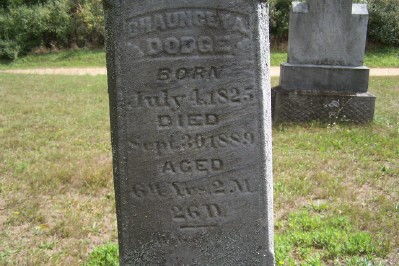 CHAUNCEY A.
DODGE
BORN
July 4, 1825
DIED
Sept. 30, 1889
AGED
64 Yrs 2. M.
26 D.